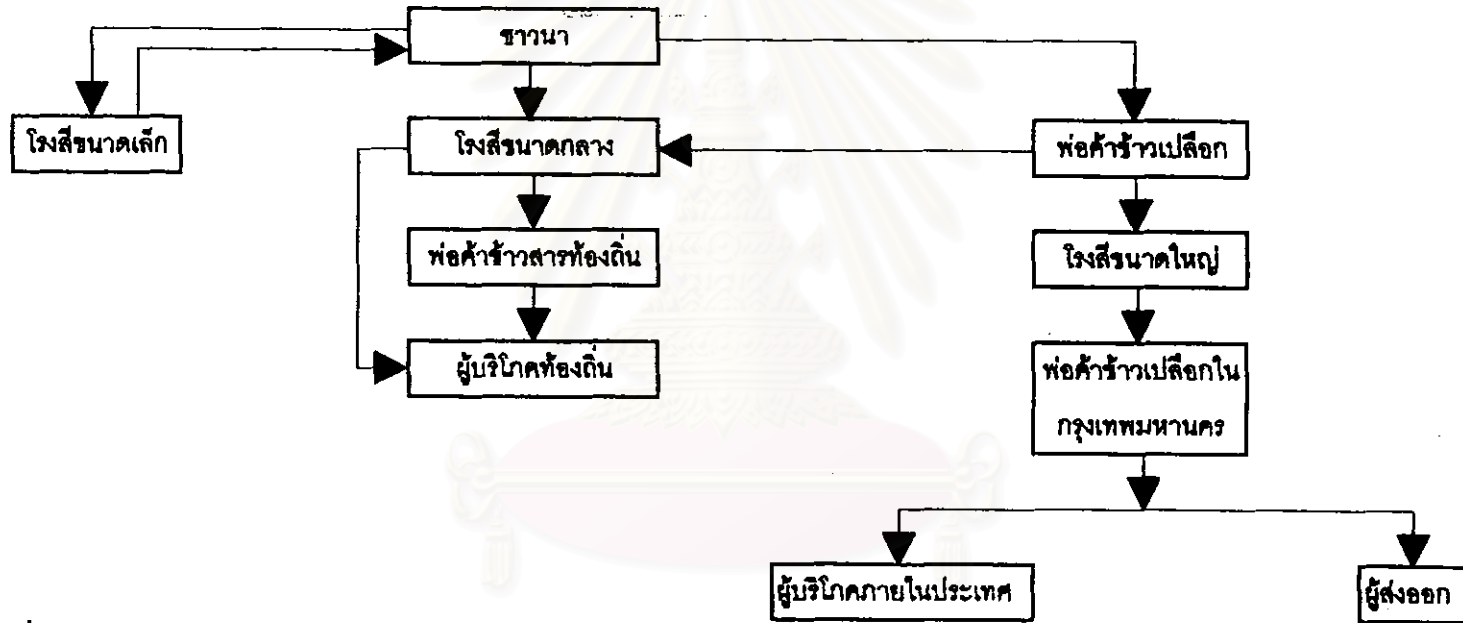 ชาวนา
โรงสีขนาดเล็ก
โรงสีขนาดกลาง
พ่อค้าข้าวเปลือก
พ่อค้าข้าวสารท้องถิ่น
โรงสีขนาดใหญ่
ผู้บริโภคท้องถิ่น
พ่อค้าข้าวเปลือกใน
กรุงเทพมหานคร
ผู้บริโภคภายในประเทศ
ผู้ส่งออก